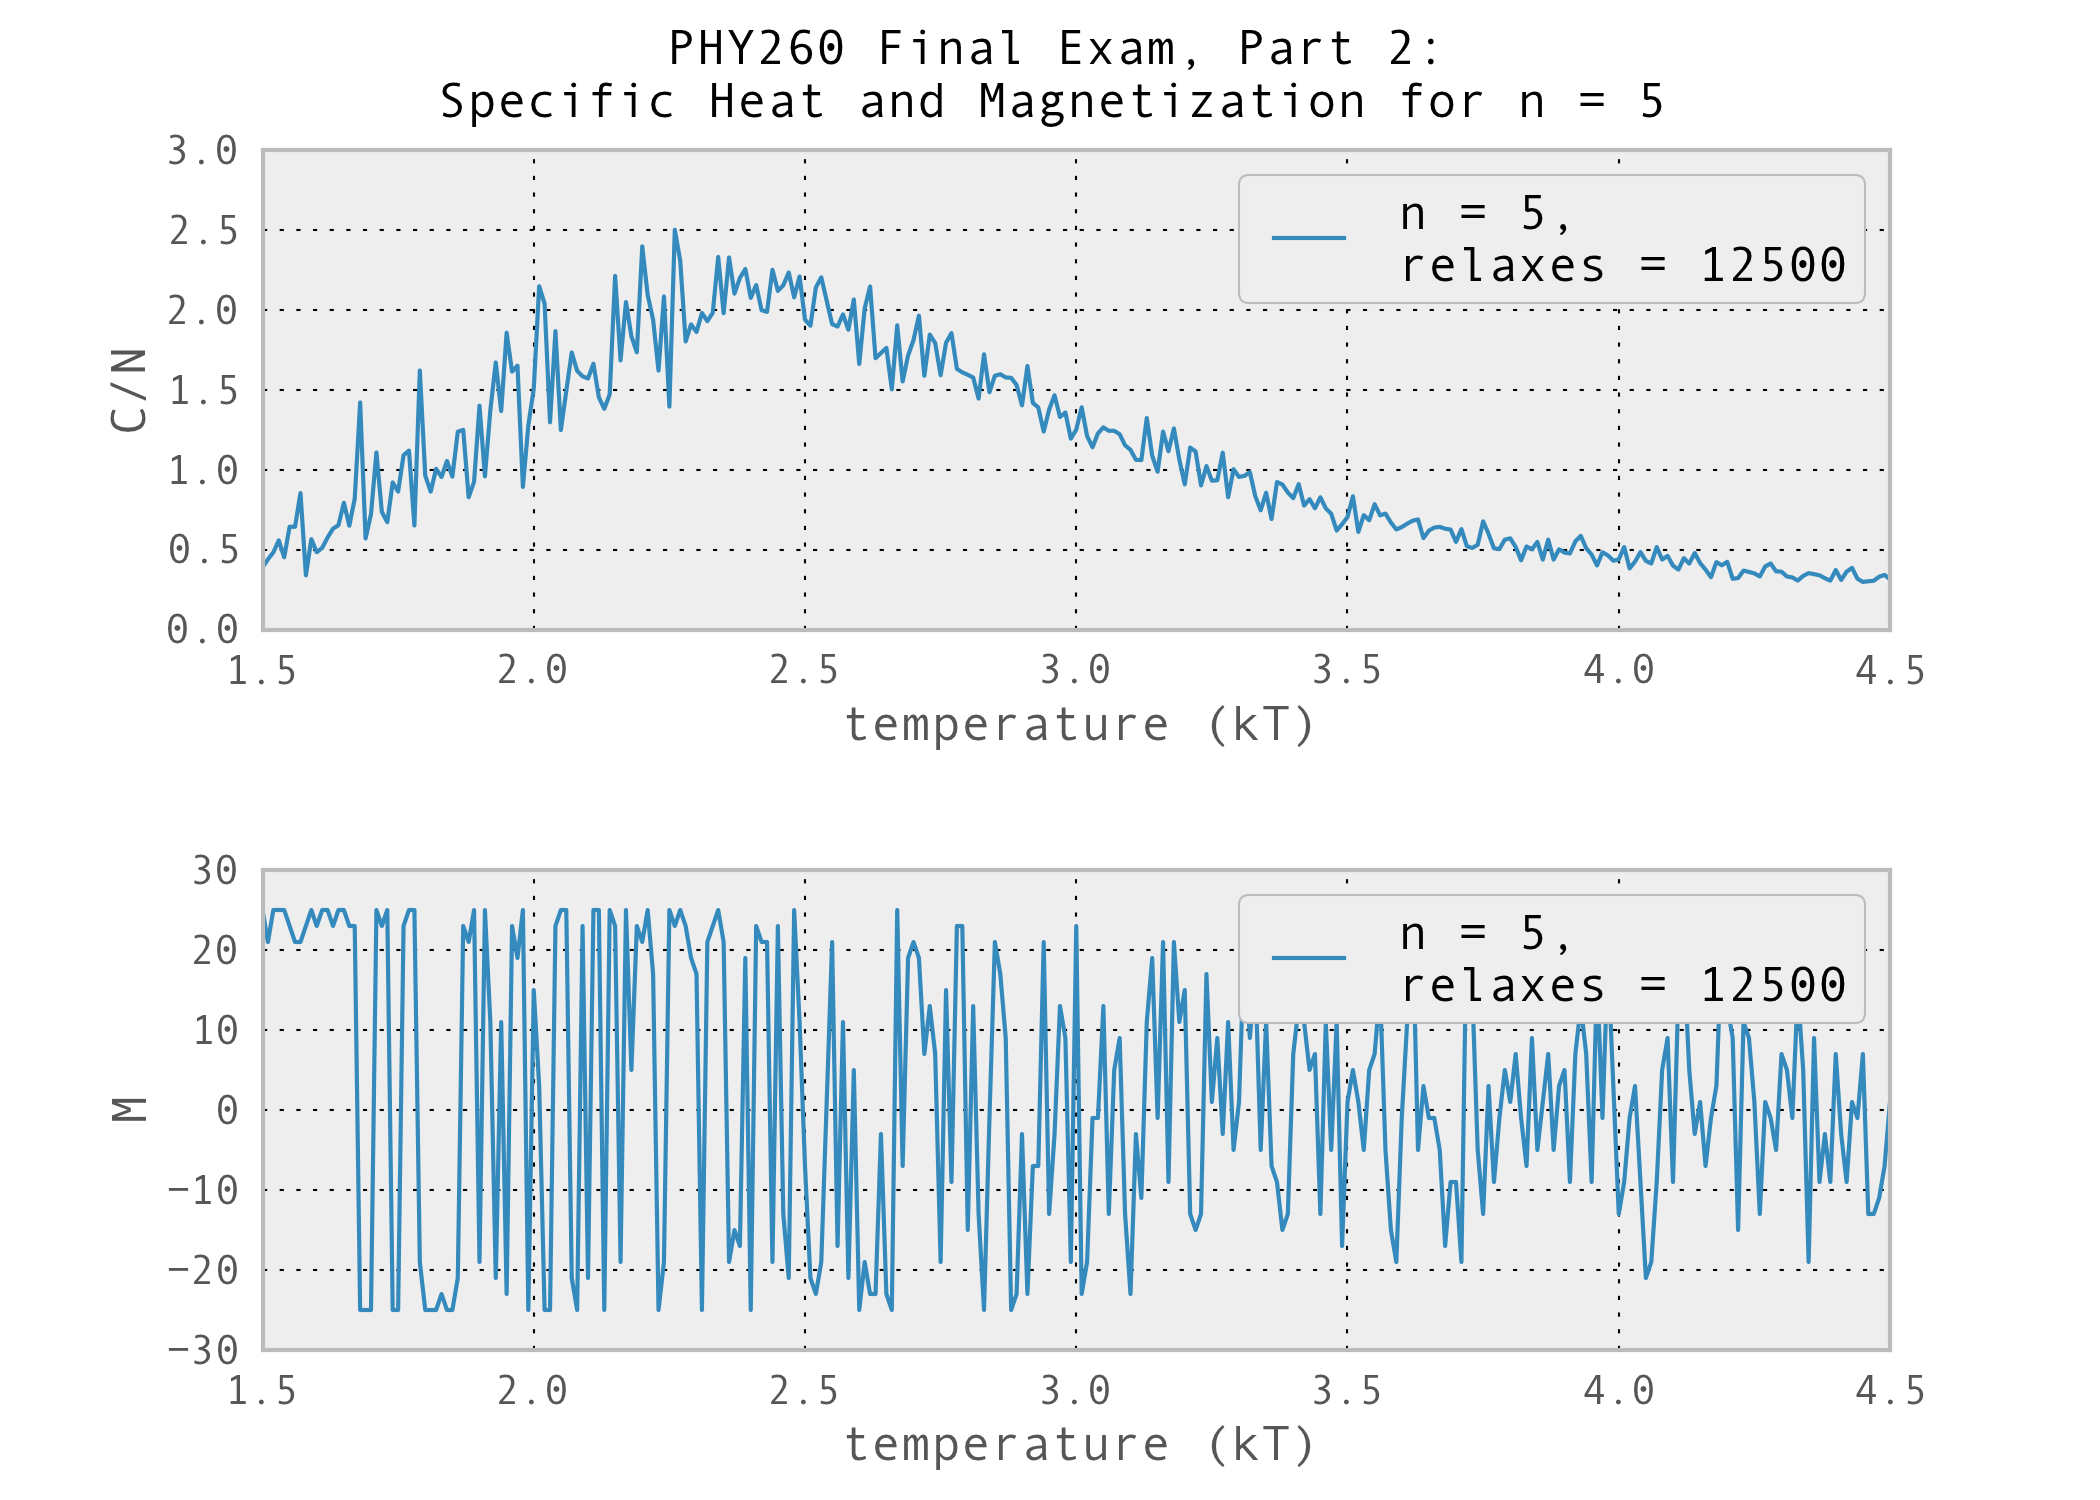 PHY260 Final Exam, Part 2:
Specific Heat and Magnetization for n = 5
3.0
2.5
2.0
1.5
1.0
0.5
0.0
C/N
n = 5,
relaxes = 12500
1.5 2.0 2.5 3.0 3.5 4.0 4.5
temperature (kT)
30
20
10
0
−10
−20
−30
M
n = 5,
relaxes = 12500
1.5 2.0 2.5 3.0 3.5 4.0 4.5
temperature (kT)